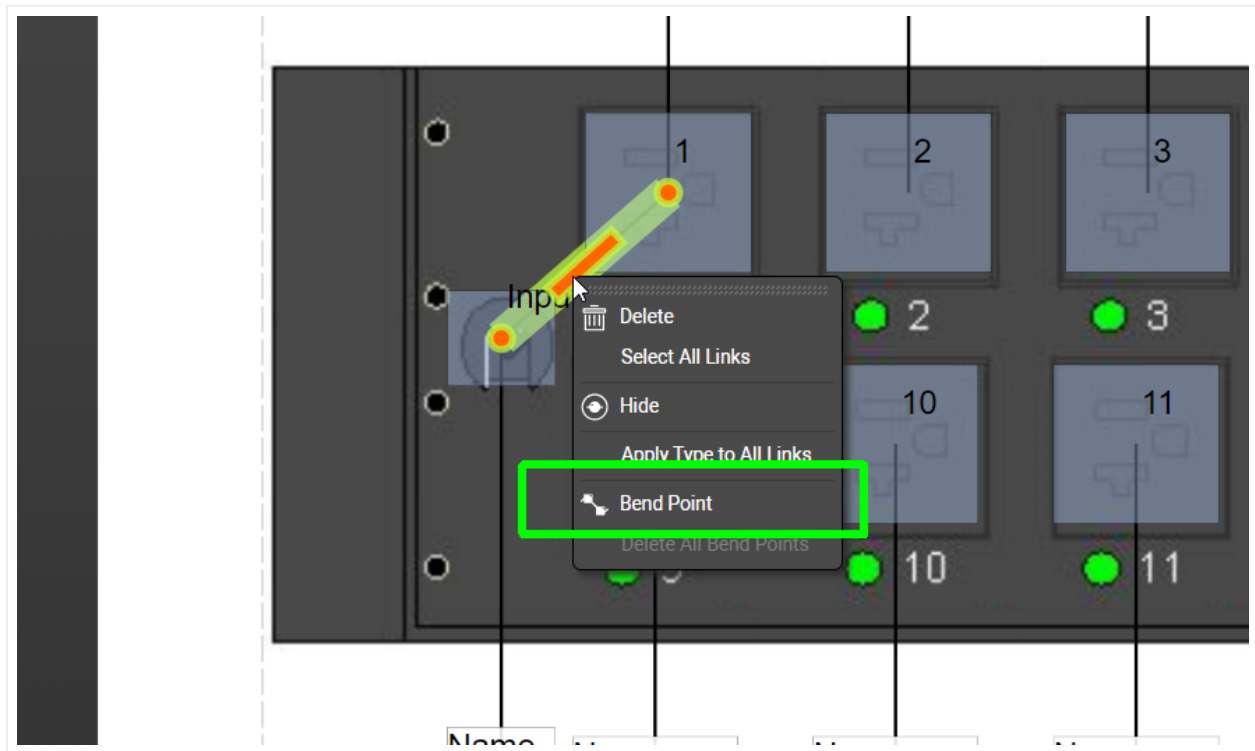 1
2
3
Inpu
Delete
2
3
Select All Links
Hide
10
11
Apply Type to All Links
Bend Point
Delete All Bend Points
10
11
Name